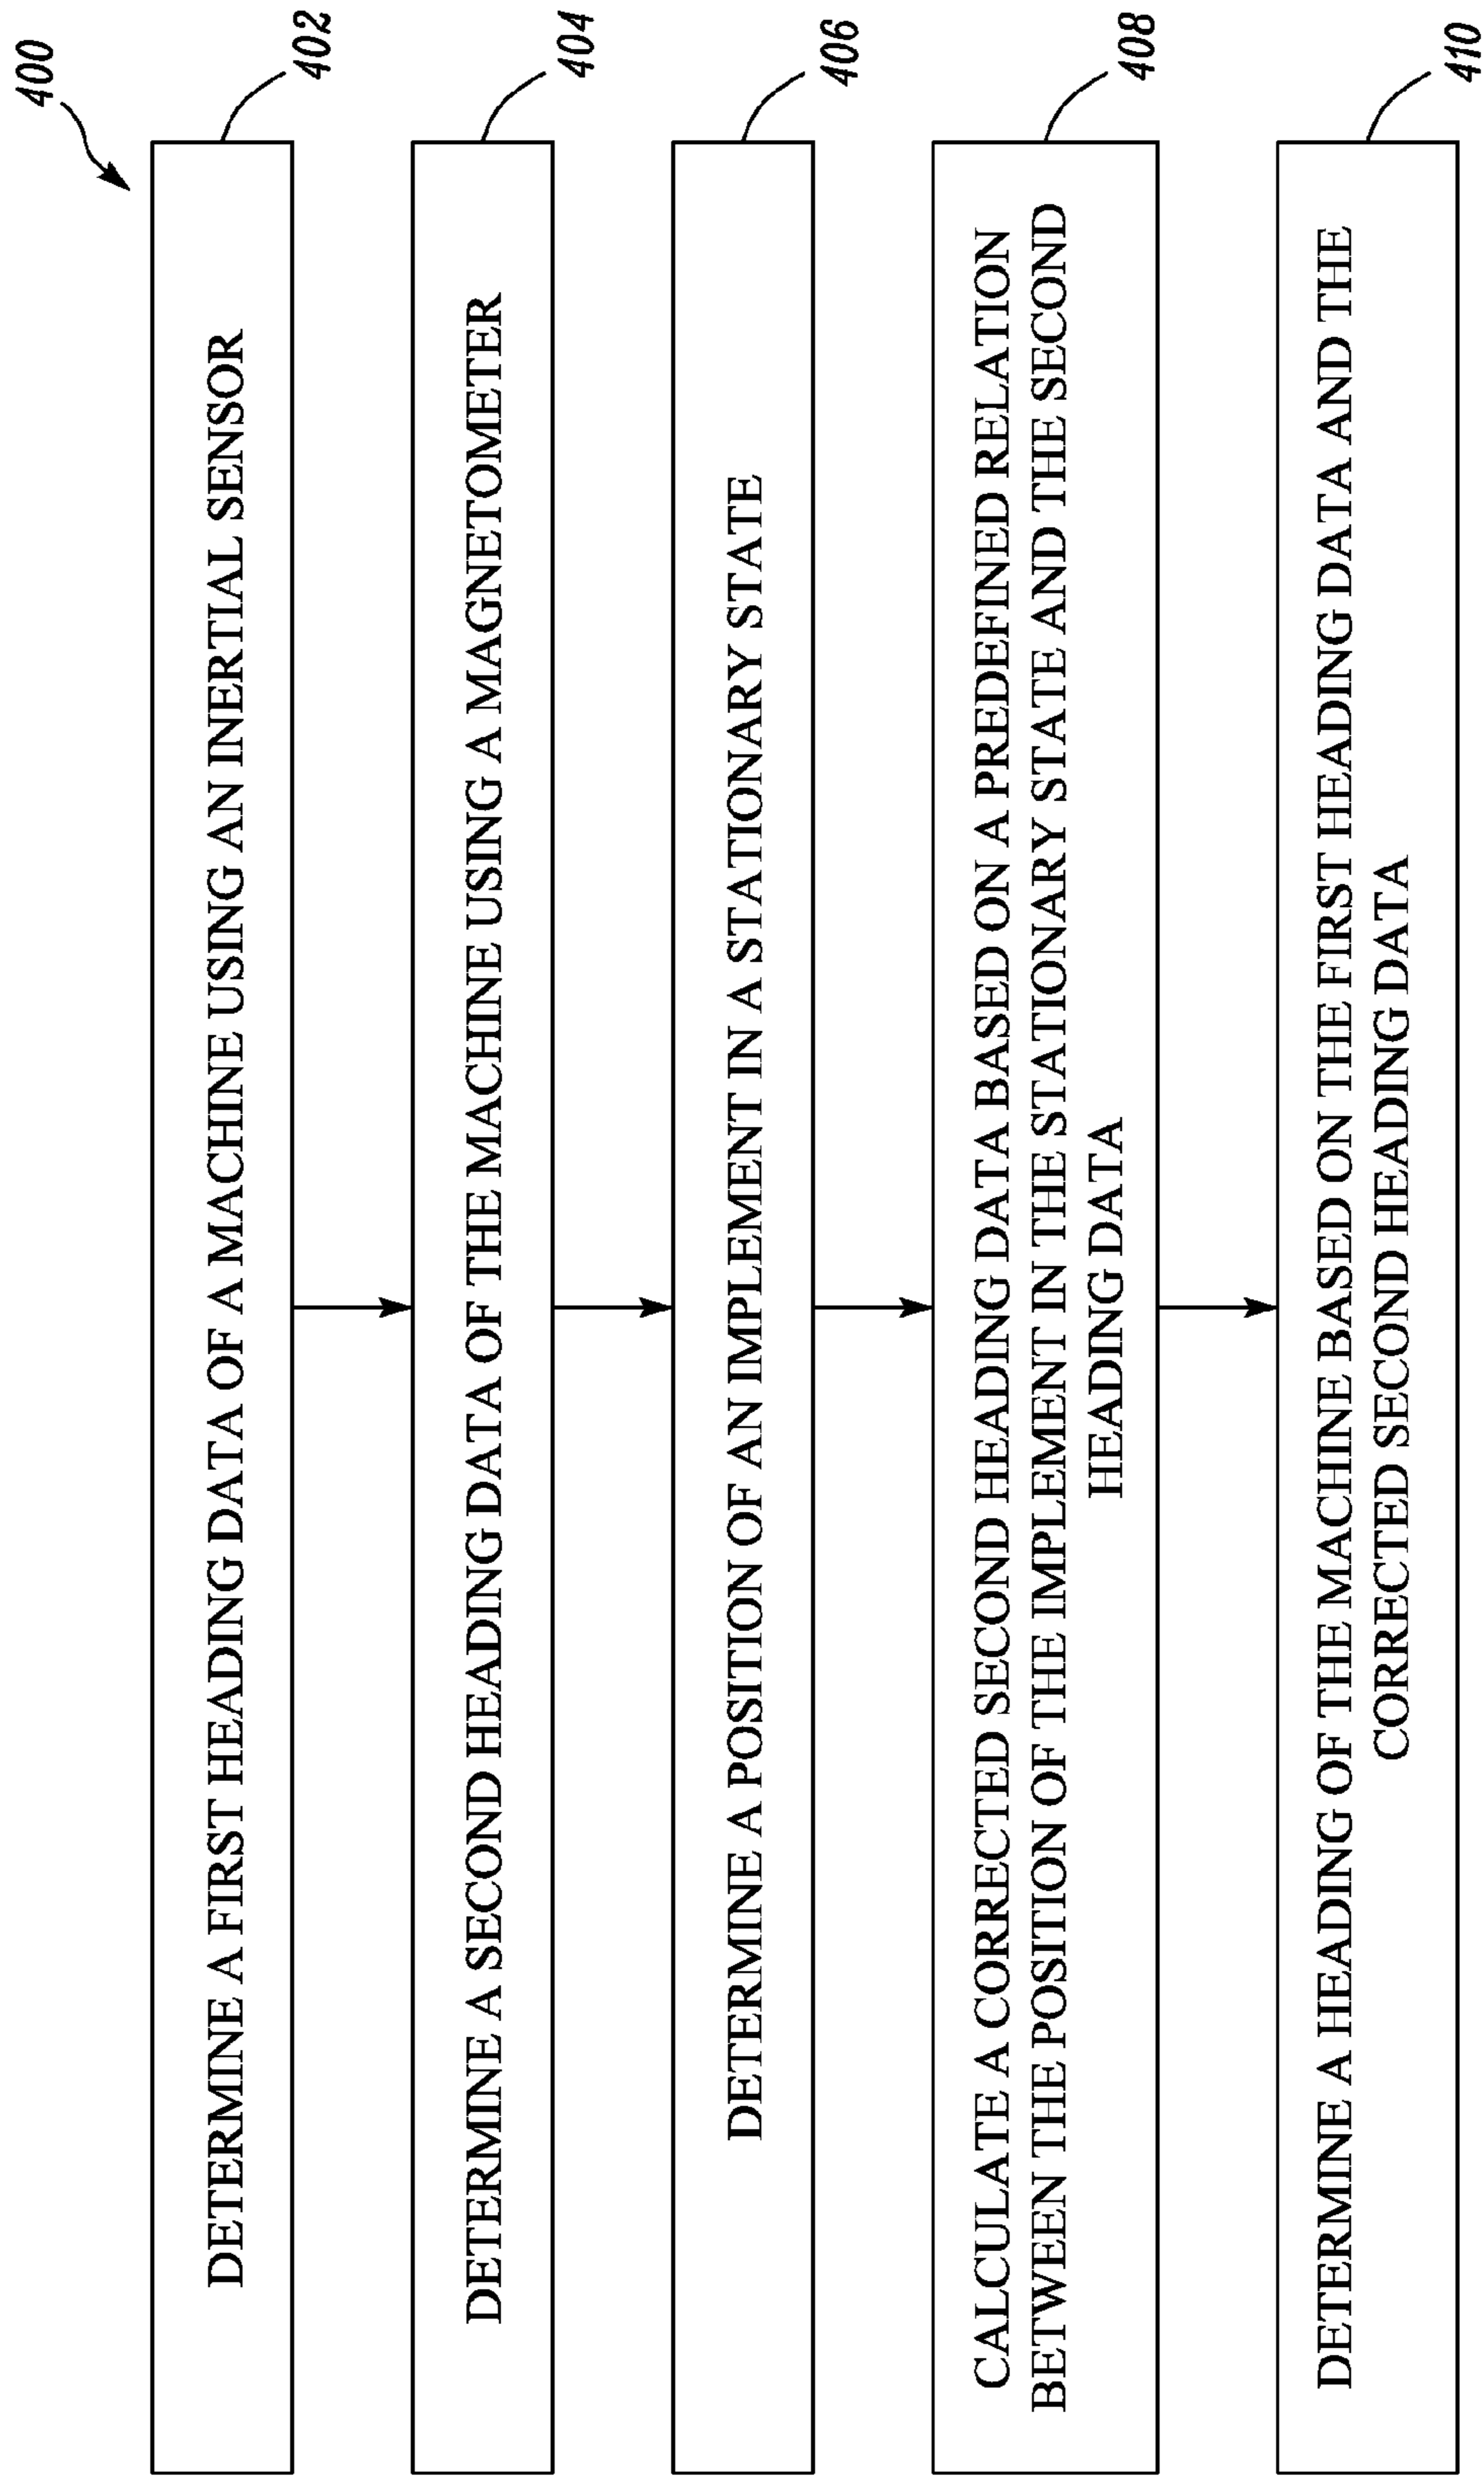 400
DETERMINE A FIRST HEADING DATA OF A MACHINE USING AN INERTIAL SENSOR
402
DETERMINE A SECOND HEADING DATA OF THE MACHINE USING A MAGNETOMETER
404
DETERMINE A POSITION OF AN IMPLEMENT IN A STATIONARY STATE
406
CALCULATE A CORRECTED SECOND HEADING DATA BASED ON A PREDEFINED RELATION
BETWEEN THE POSITION OF THE IMPLEMENT IN THE STATIONARY STATE AND THE SECOND
HEADING DATA
408
DETERMINE A HEADING OF THE MACHINE BASED ON THE FIRST HEADING DATA AND THE
CORRECTED SECOND HEADING DATA
410